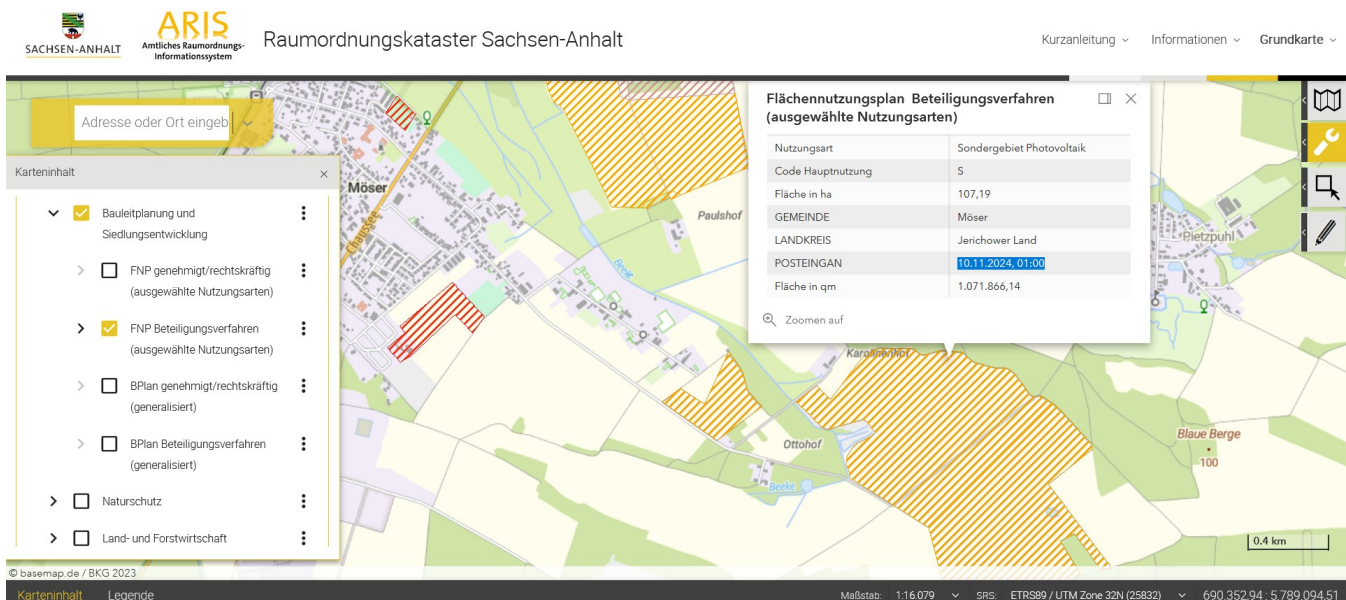 SACHSEN-ANHALT
ARIS
Amtliches Raumordnungs-
Informationssystem
Raumordnungskataster Sachsen-Anhalt
Kurzanleitung
Informationen
Grundkarte
Adresse oder Ort eingeb
Karteninhalt
Bauleitplanung und
Siedlungsentwicklung
FNP genehmigt/rechtskräftig
(ausgewählte Nutzungsarten)
FNP Beteiligungsverfahren
(ausgewählte Nutzungsarten)
BPlan genehmigt/rechtskräftig
(generalisiert)
BPlan Beteiligungsverfahren
(generalisiert)
Naturschutz
Land- und Forstwirtschaft
Möser
Chaussee
Paulshof
Beeke
Flächennutzungsplan Beteiligungsverfahren
(ausgewählte Nutzungsarten)
Nutzungsart Sondergebiet Photovoltaik
Code Hauptnutzung S
Fläche in ha 107,19
GEMEINDE Möser
LANDKREIS Jerichower Land
POSTEINGAN 10.11.2024, 01:00
Fläche in qm 1.071.866,14
Zoomen auf
Pietzpuhl
Karolinenhof
Ottohof
Beeke
Blaue Berge
100
0.4 km
© basemap.de / BKG 2023
Karteninhalt
Legende
Maßstab: 1:16.079
SRS: ETRS89 / UTM Zone 32N (25832)
690.352,94 : 5.789.094,51